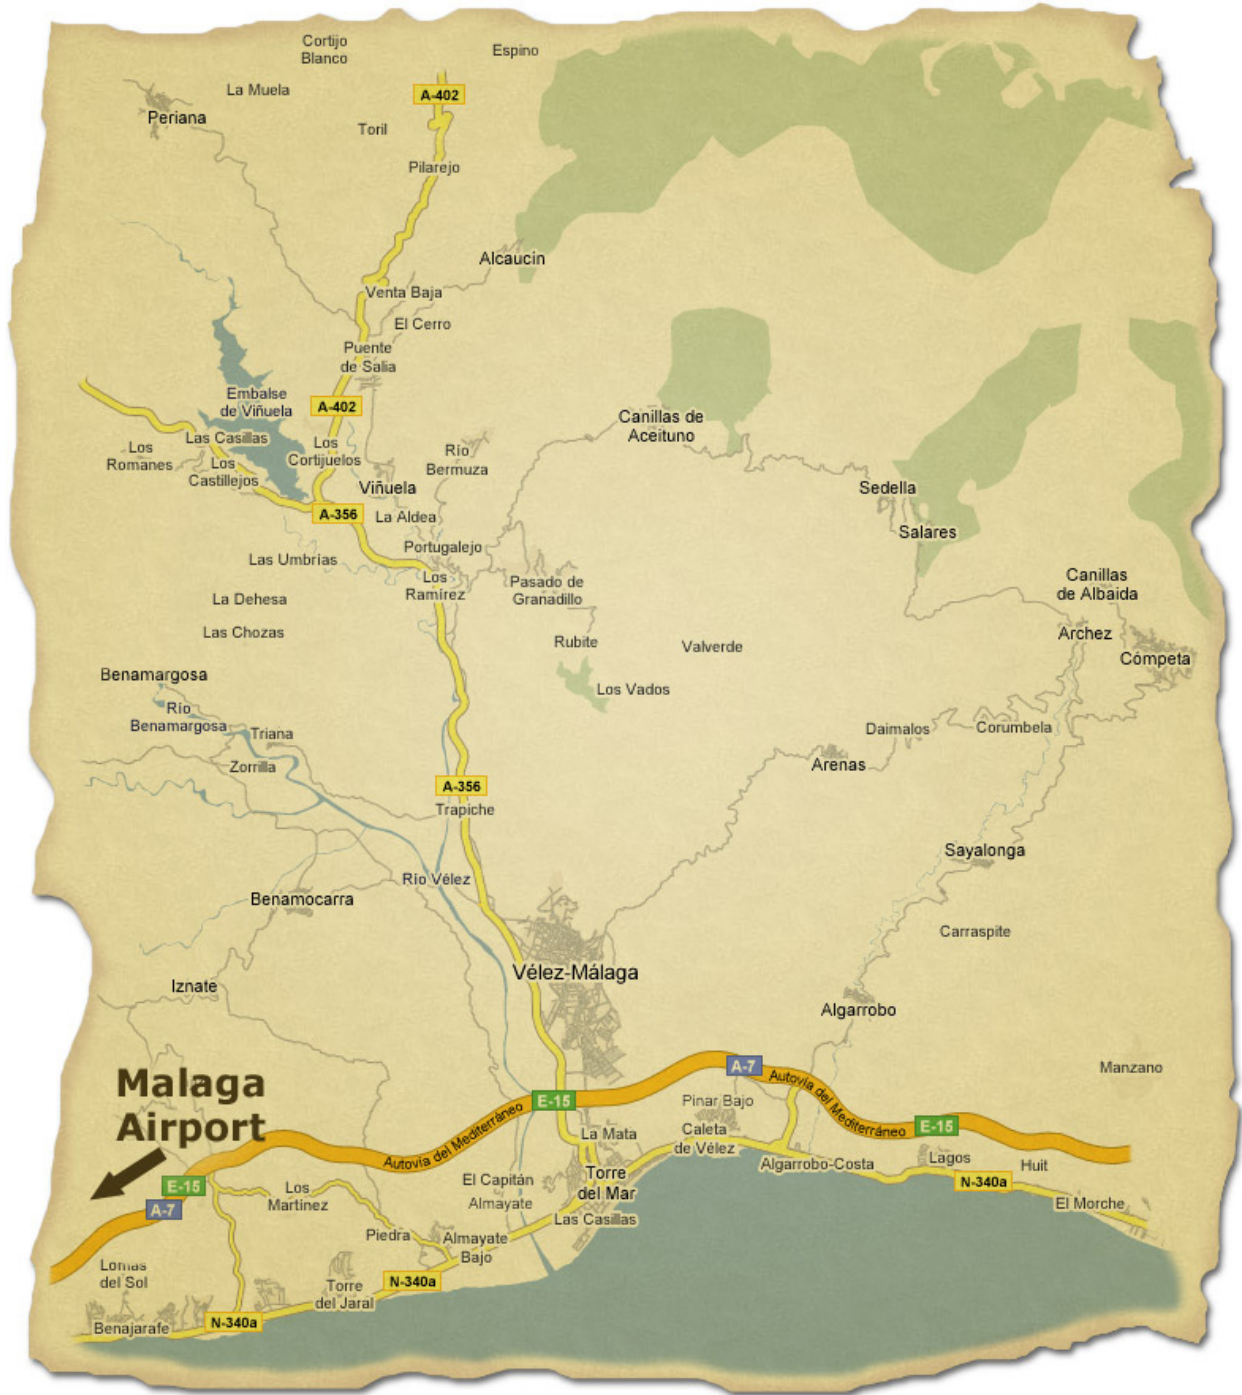 Cortijo
Blanco
Espino
La Muela
A-402
Periana
Toril
Pilarejo
Alcaucin
Venta Baja
El Cerro
Puente
de Salia
Embalse
de Viñuela
A-402
Canillas de
Aceituno
Las Casillas
Los
Romanes
Los
Cortijuelos
Río
Bermuza
Los
Castillejos
Viñuela
Sedella
A-356
La Aldea
Salares
Portugalejo
Las Umbrías
Los
Ramírez
Pasado de
Granadillo
Canillas
de Albaida
La Dehesa
Las Chozas
Rubite
Valverde
Archez
Cómpeta
Benamargosa
Los Vados
Río
Benamargosa
Triana
Daimalos
Corumbela
Zorrilla
Arenas
A-356
Trapiche
Sayalonga
Río Vélez
Benamocarra
Carraspite
Vélez-Málaga
Iznate
Algarrobo
Malaga
Airport
A-7
Manzano
Autovía del Mediterráneo
E-15
Pinar Bajo
Autovía del Mediterráneo
E-15
La Mata
Caleta
de Vélez
Algarrobo-Costa
Lagos
Huit
E-15
A-7
Los
Martinez
El Capitán
Almayate
Torre
del Mar
N-340a
El Morche
Las Casillas
Piedra
Almayate
Bajo
Lomas
del Sol
Torre
del Jaral
N-340a
Benajarafe
N-340a